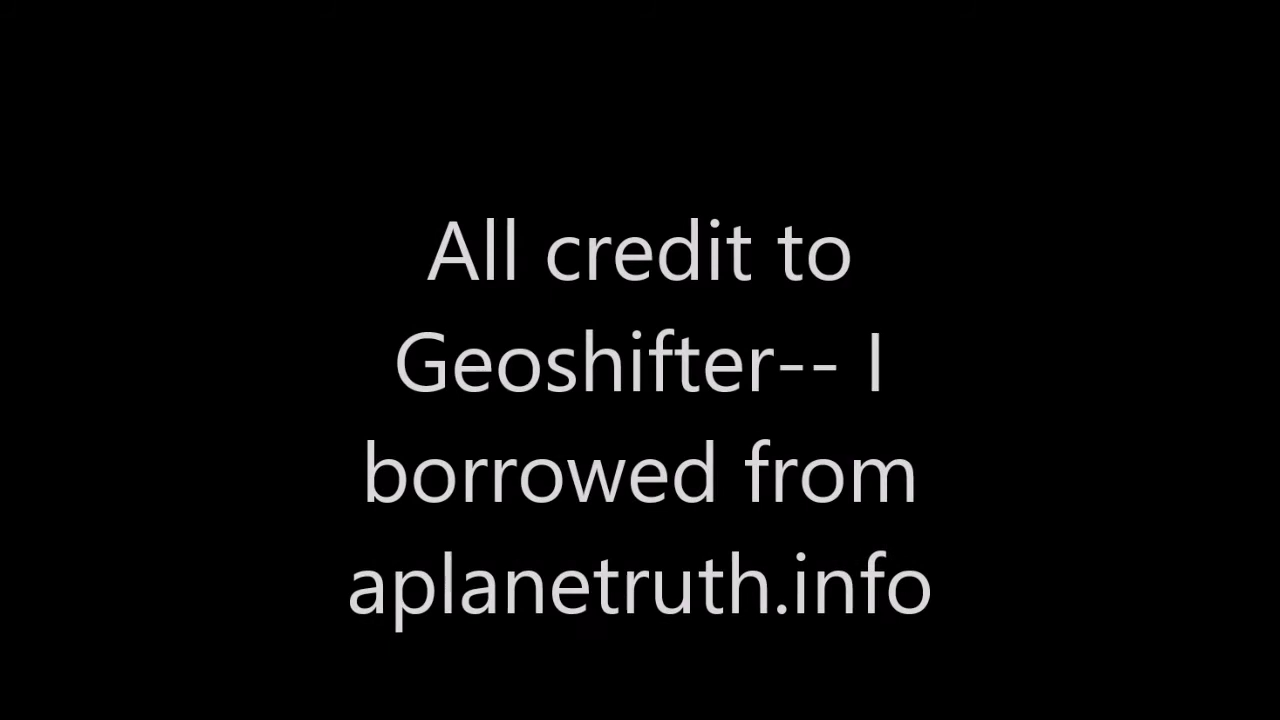 All credit to
Geoshifter-- I
borrowed from
aplanetruth.info